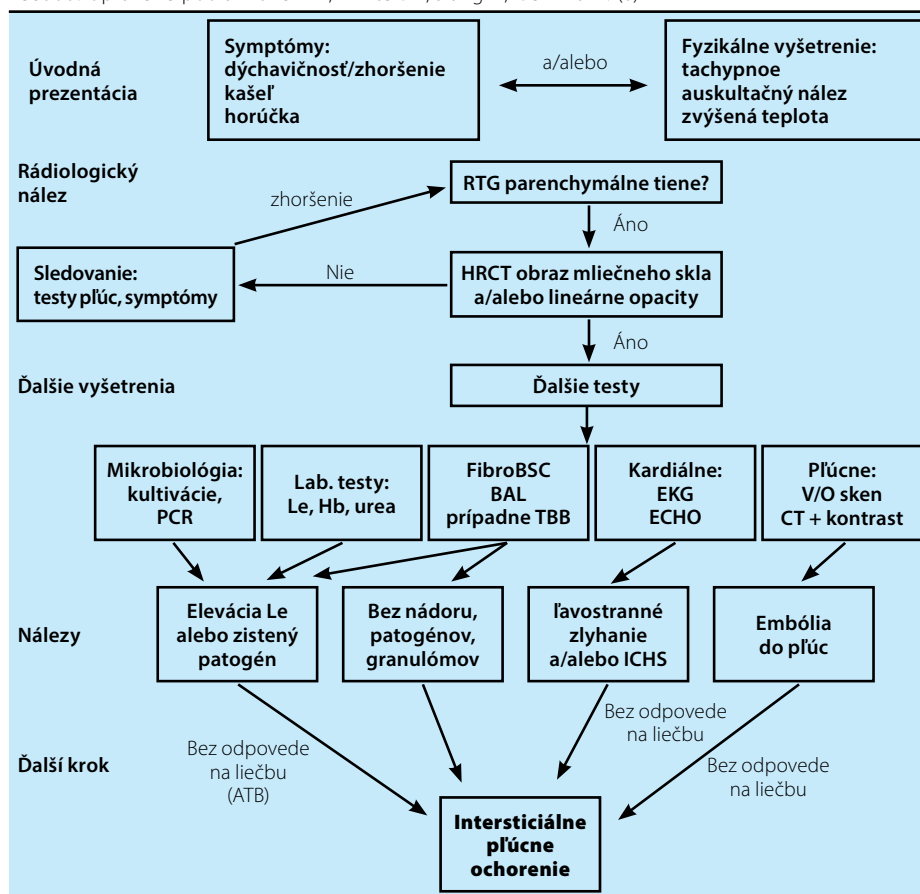 Úvodná
prezentácia
Symptómy:
dýchavičnosť/zhoršenie
kašeľ
horúčka
a/alebo
Fyzikálne vyšetrenie:
tachypnoe
auskultačný nález
zvýšená teplota
Rádiologický
nález
zhoršenie
RTG parenchymálne tiene?
Áno
Sledovanie:
testy pľúc, symptómy
Nie
HRCT obraz mliečneho skla
a/alebo lineárne opacity
Áno
Ďalšie vyšetrenia
Ďalšie testy
Mikrobiológia:
kultivácie,
PCR
Lab. testy:
Le, Hb, urea
FibroBSC
BAL
prípadne TBB
Kardiálne:
EKG
ECHO
Pľúcne:
V/O sken
CT + kontrast
Nálezy
Elevácia Le
alebo zistený
patogén
Bez nádoru,
patogénov,
granulómov
ľavostranné
zlyhanie
a/alebo ICHS
Embólia
do pľúc
Ďalší krok
Bez odpovede
na liečbu
(ATB)
Bez odpovede
na liečbu
Bez odpovede
na liečbu
Intersticiálne
pľúcne
ochorenie